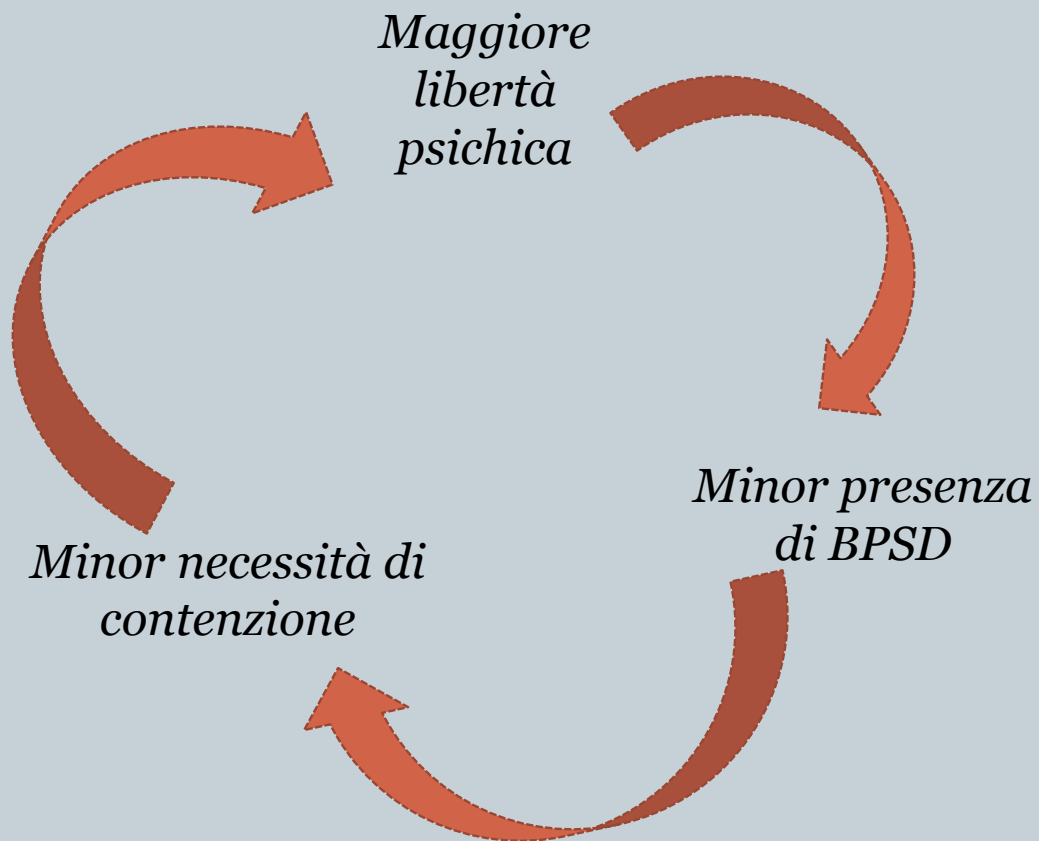 Maggiore
libertà
psichica
Minor presenza
di BPSD
Minor necessità di
contenzione